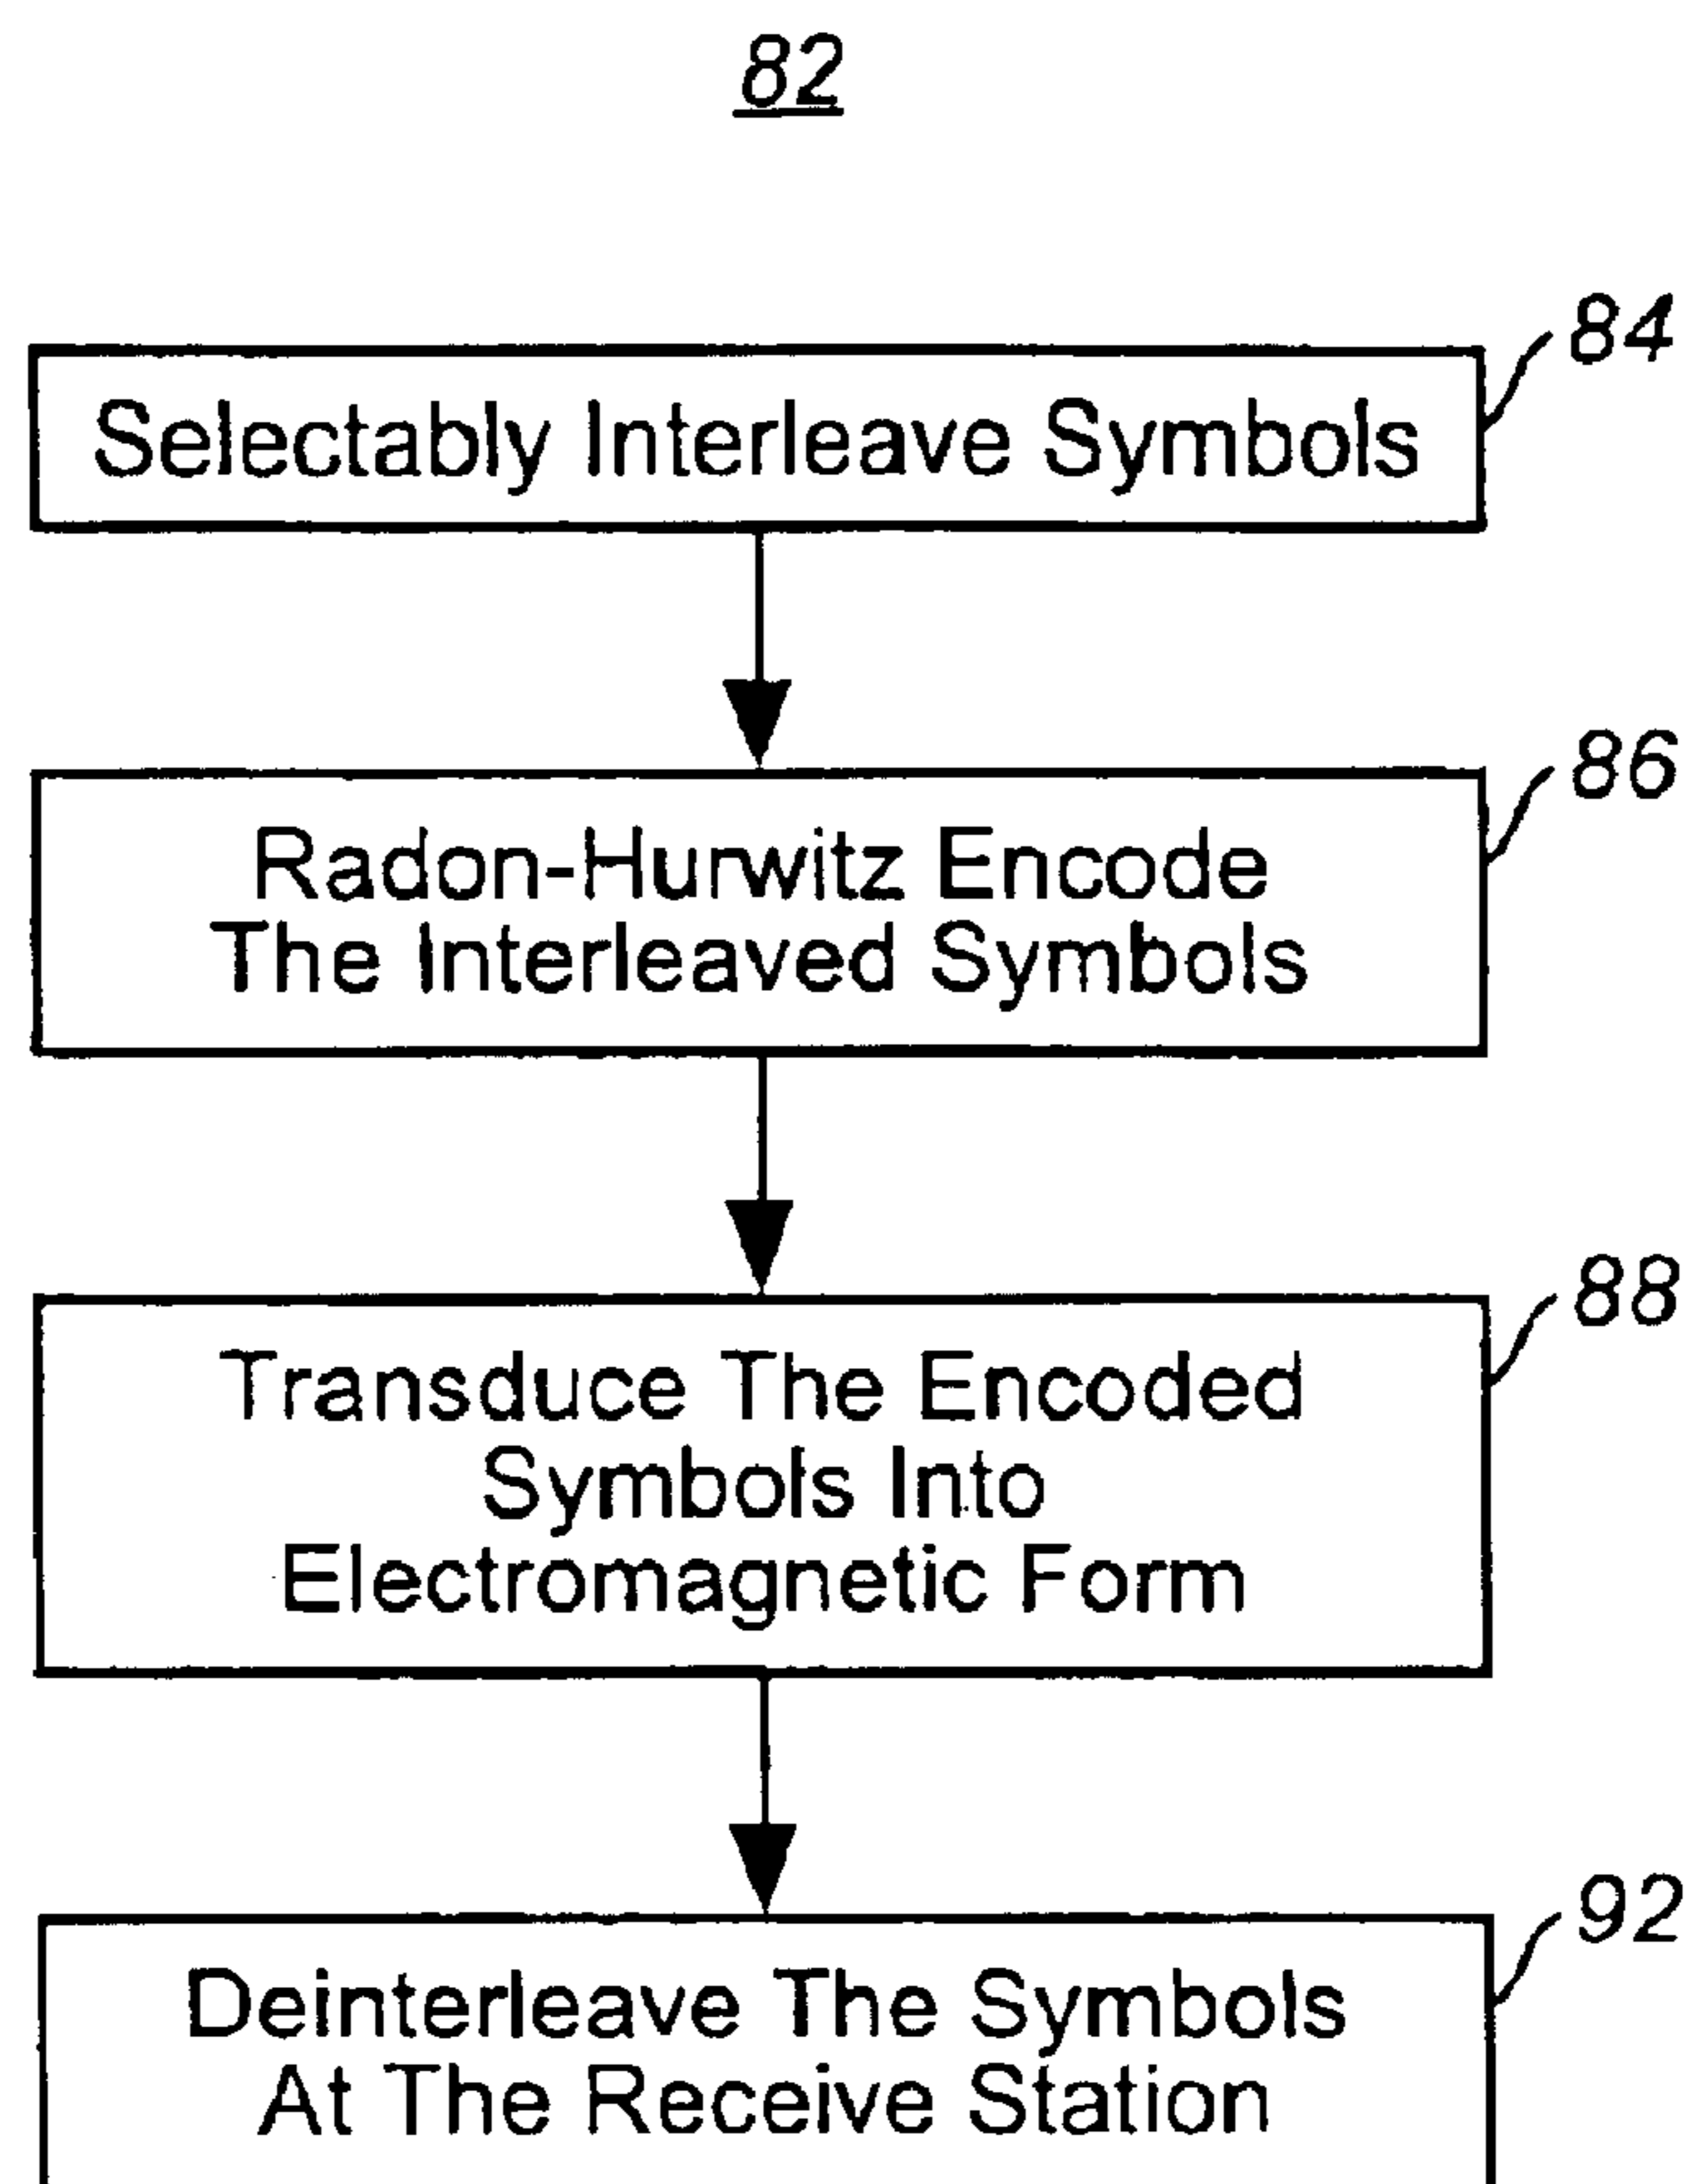 82
84
Selectably Interleave Symbols
86
Radon-Hurwitz Encode
The Interleaved Symbols
88
Transduce The Encoded
Symbols Into
Electromagnetic Form
92
Deinterleave The Symbols
At The Receive Station